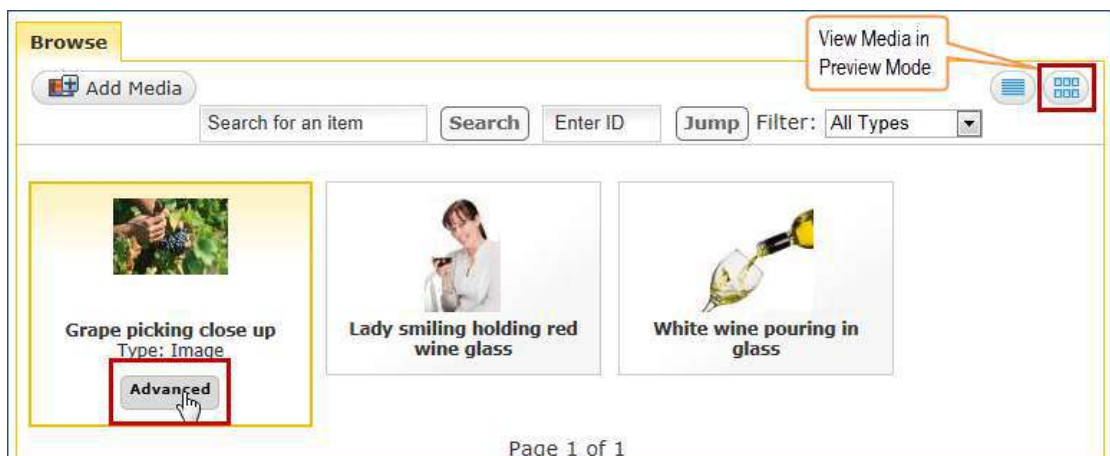 Browse
View Media in
Preview Mode
Add Media
Search for an item Search Enter ID Jump Filter: All Types
Grape picking close up
Type: Image
Advanced
Lady smiling holding red
wine glass
White wine pouring in
glass
Page 1 of 1